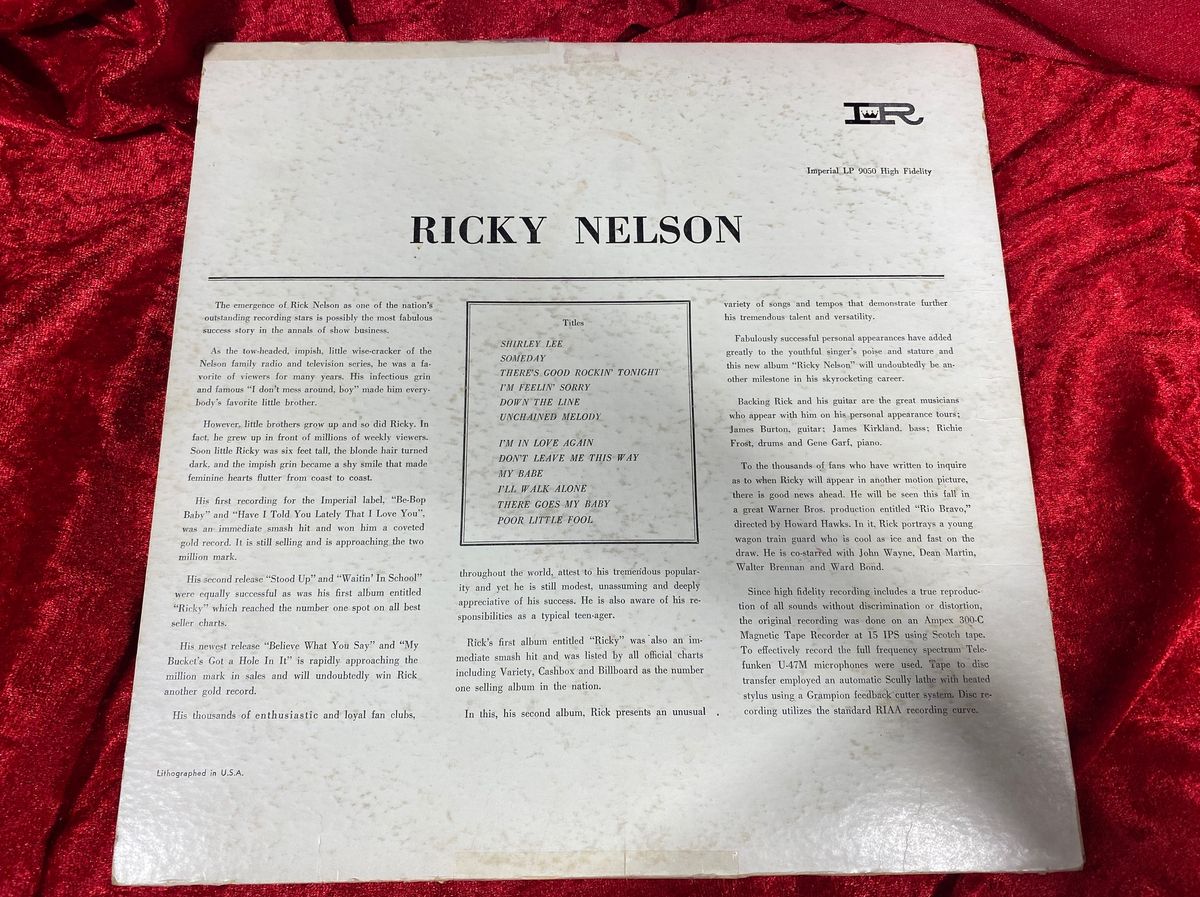 IR
Imperial LP 9050 High Fidelity
RICKY NELSON
The emergence of Rick Nelson as one of the nation's
outstanding recording stars is possibly the most fabulous
success story in the annals of show business.
As the tow-headed, impish, little wise-cracker of the
Nelson family radio and television series, he was a fa-
vorite of viewers for many years. His infectious grin
and famous "I don't mess around, boy" made him every-
body's favorite little brother.
However, little brothers grow up and so did Ricky. In
fact, he grew up in front of millions of weekly viewers.
Soon little Ricky was six feet tall, the blonde hair turned
dark, and the impish grin became a shy smile that made
feminine hearts flutter from coast to coast.
His first recording for the Imperial label, "Be-Bop
Baby" and "Have I Told You Lately That I Love You",
was an immediate smash hit and won him a coveted
gold record. It is still selling and is approaching the two
million mark.
His second release "Stood Up" and "Waitin' In School"
were equally successful as was his first album entitled
"Ricky" which reached the number one spot on all best
seller charts.
His newest release "Believe What You Say" and "My
Bucket's Got a Hole In It" is rapidly approaching the
million mark in sales and will undoubtedly win Rick
another gold record.
His thousands of enthusiastic and loyal fan clubs,
Titles
SHIRLEY LEE
SOMEDAY
THERE'S GOOD ROCKIN' TONIGHT
I'M FEELIN' SORRY
DOWN THE LINE
UNCHAINED MELODY
I'M IN LOVE AGAIN
DON'T LEAVE ME THIS WAY
MY BABE
I'LL WALK ALONE
THERE GOES MY BABY
POOR LITTLE FOOL
throughout the world, attest to his tremendous popular-
ity and yet he is still modest, unassuming and deeply
appreciative of his success. He is also aware of his re-
sponsibilities as a typical teen-ager.
Rick's first album entitled "Ricky" was also an im-
mediate smash hit and was listed by all official charts
including Variety, Cashbox and Billboard as the number
one selling album in the nation.
In this, his second album, Rick presents an unusual
variety of songs and tempos that demonstrate further
his tremendous talent and versatility.
Fabulously successful personal appearances have added
greatly to the youthful singer's poise and stature and
this new album "Ricky Nelson" will undoubtedly be an-
other milestone in his skyrocketing career.
Backing Rick and his guitar are the great musicians
who appear with him on his personal appearance tours;
James Burton, guitar; James Kirkland, bass; Richie
Frost, drums and Gene Garf, piano.
To the thousands of fans who have written to inquire
as to when Ricky will appear in another motion picture,
there is good news ahead. He will be seen this fall in
a great Warner Bros. production entitled "Rio Bravo,"
directed by Howard Hawks. In it, Rick portrays a young
wagon train guard who is cool as ice and fast on the
draw. He is co-starred with John Wayne, Dean Martin,
Walter Brennan and Ward Bond.
Since high fidelity recording includes a true reproduc-
tion of all sounds without discrimination or distortion,
the original recording was done on an Ampex 300-C
Magnetic Tape Recorder at 15 IPS using Scotch tape.
To effectively record the full frequency spectrum Tele-
funken U-47M microphones were used. Tape to disc
transfer employed an automatic Scully lathe with heated
stylus using a Grampion feedback cutter system. Disc re-
cording utilizes the standard RIAA recording curve.
Lithographed in U.S.A.